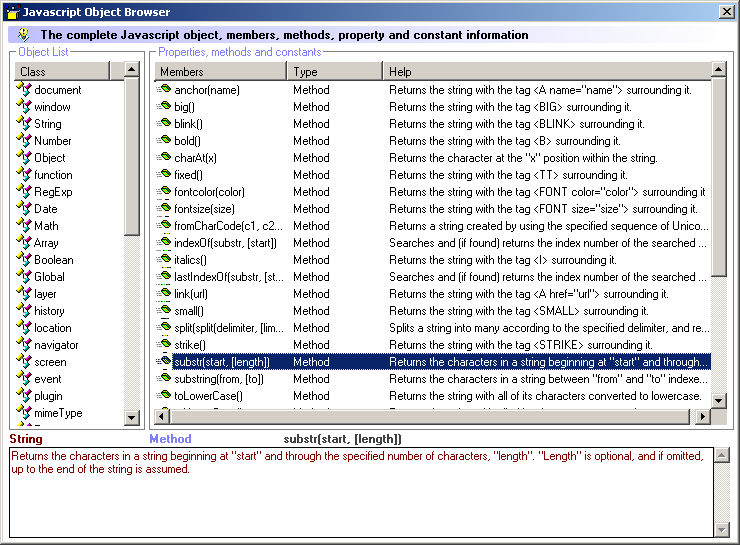 Javascript Object Browser
The complete Javascript object, members, methods, property and constant information
Object List
Class
document
window
String
Number
Object
function
RegExp
Date
Math
Array
Boolean
Global
layer
history
location
navigator
screen
event
plugin
mimeType
Properties, methods and constants
Members Type Help
anchor(name) Method Returns the string with the tag <A name="name"> surrounding it.
big() Method Returns the string with the tag <BIG> surrounding it.
blink() Method Returns the string with the tag <BLINK> surrounding it.
bold() Method Returns the string with the tag <B> surrounding it.
charAt(x) Method Returns the character at the "x" position within the string.
fixed() Method Returns the string with the tag <TT> surrounding it.
fontcolor(color) Method Returns the string with the tag <FONT color="color"> surrounding it
fontsize(size) Method Returns the string with the tag <FONT size="size"> surrounding it.
fromCharCode(c1, c2... Method Returns a string created by using the specified sequence of Unico...
indexOf(substr, [start]) Method Searches and (if found) returns the index number of the searched ...
italics() Method Returns the string with the tag <I> surrounding it.
lastIndexOf(substr, [st... Method Searches and (if found) returns the index number of the searched ...
link(url) Method Returns the string with the tag <A href="url"> surrounding it.
small() Method Returns the string with the tag <SMALL> surrounding it.
split(split(delimiter, [lim... Method Splits a string into many according to the specified delimiter, and re...
strike() Method Returns the string with the tag <STRIKE> surrounding it.
substr(start, [length]) Method Returns the characters in a string beginning at "start" and through...
substring(from, [to]) Method Returns the characters in a string between "from" and "to" indexe...
toLowerCase() Method Returns the string with all of its characters converted to lowercase.
String Method substr(start, [length])
Returns the characters in a string beginning at "start" and through the specified number of characters, "length". "Length" is optional, and if omitted,
up to the end of the string is assumed.